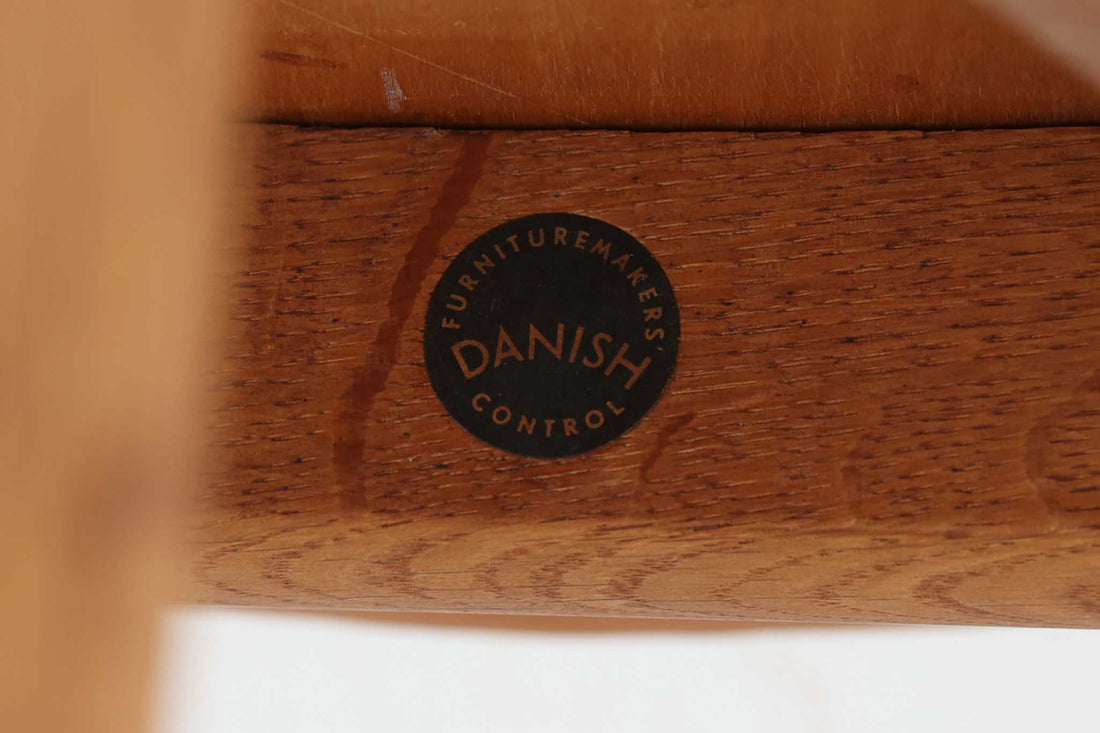 FURNITUREMAKERS'
DANISH
CONTROL